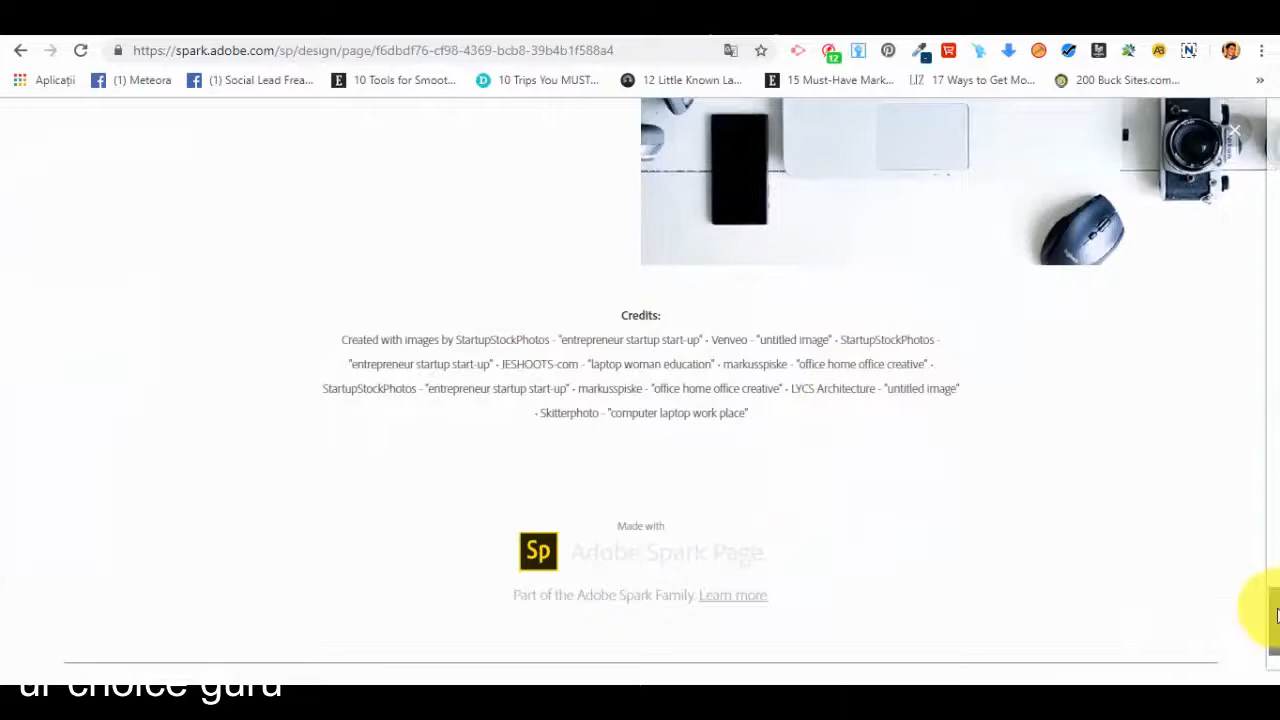 https://spark.adobe.com/sp/design/page/f6dbdf76-cf98-4369-bcb8-39b4b1f588a4
12
Aplicații
(1) Meteora
(1) Social Lead Frea...
10 Tools for Smoot...
10 Trips You MUST...
12 Little Known La...
15 Must-Have Mark...
17 Ways to Get Mo...
200 Buck Sites.com...
»
Credits:
Created with images by StartupStockPhotos - "entrepreneur startup start-up" • Venveo - "untitled image" • StartupStockPhotos -
"entrepreneur startup start-up" • JESHOOTS-com - "laptop woman education" • markusspiske - "office home office creative" •
StartupStockPhotos - "entrepreneur startup start-up" • markusspiske - "office home office creative" • LYCS Architecture - "untitled image"
• Skitterphoto - "computer laptop work place"
Made with
Sp Adobe Spark Page
Part of the Adobe Spark Family. Learn more
ur choice guru